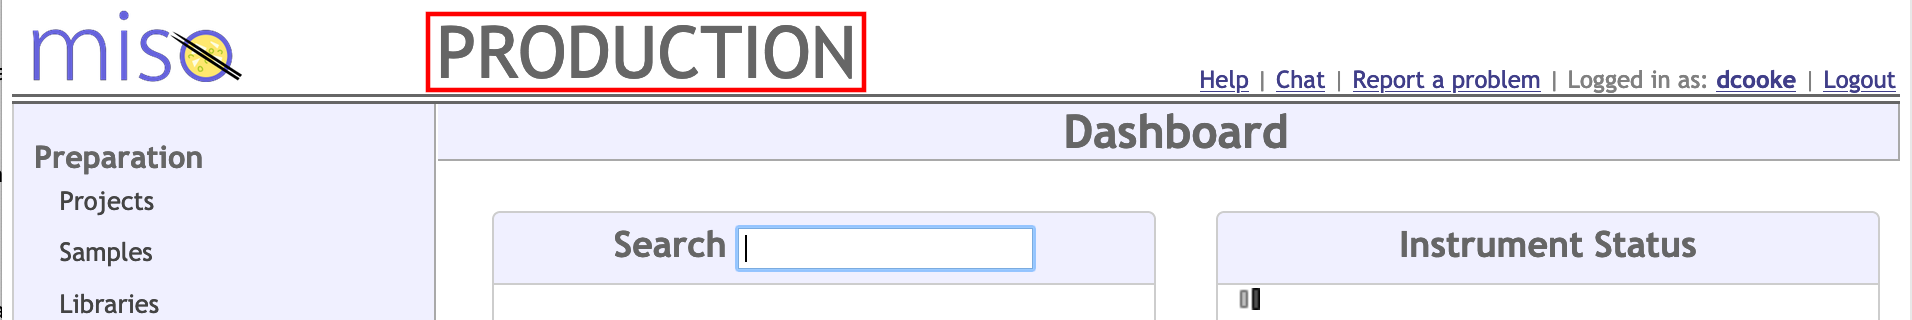 miso
PRODUCTION
Help | Chat | Report a problem | Logged in as: dcooke | Logout
Preparation
Projects
Samples
Libraries
Dashboard
Search
Instrument Status